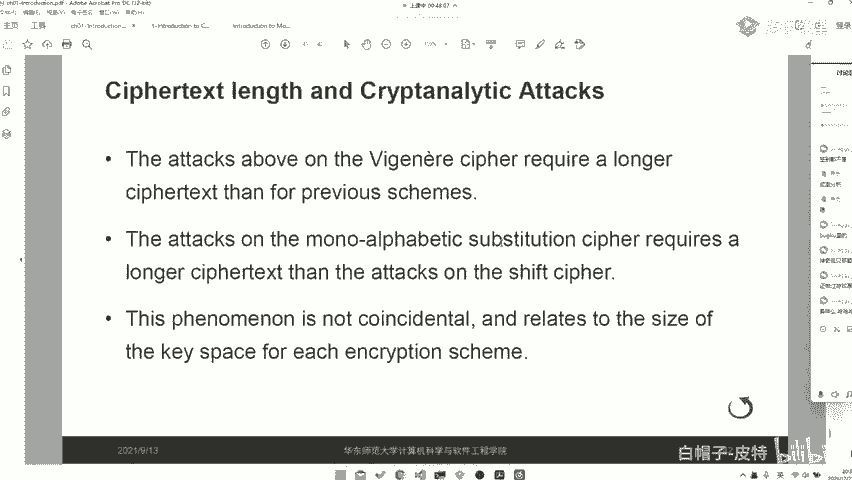 上课中 00:48:07
ch01-introduction.pdf - Adobe Acrobat Pro DC (32-bit)
主页 工具 ch01-introduction... 1-Introduction to C... Introduction to Mo...
登录
Ciphertext length and Cryptanalytic Attacks
• The attacks above on the Vigenère cipher require a longer
ciphertext than for previous schemes.
• The attacks on the mono-alphabetic substitution cipher requires a
longer ciphertext than the attacks on the shift cipher.
• This phenomenon is not coincidental, and relates to the size of
the key space for each encryption scheme.
2021/9/13 华东师范大学计算机科学与软件工程学院
白帽子-皮特 bilibili